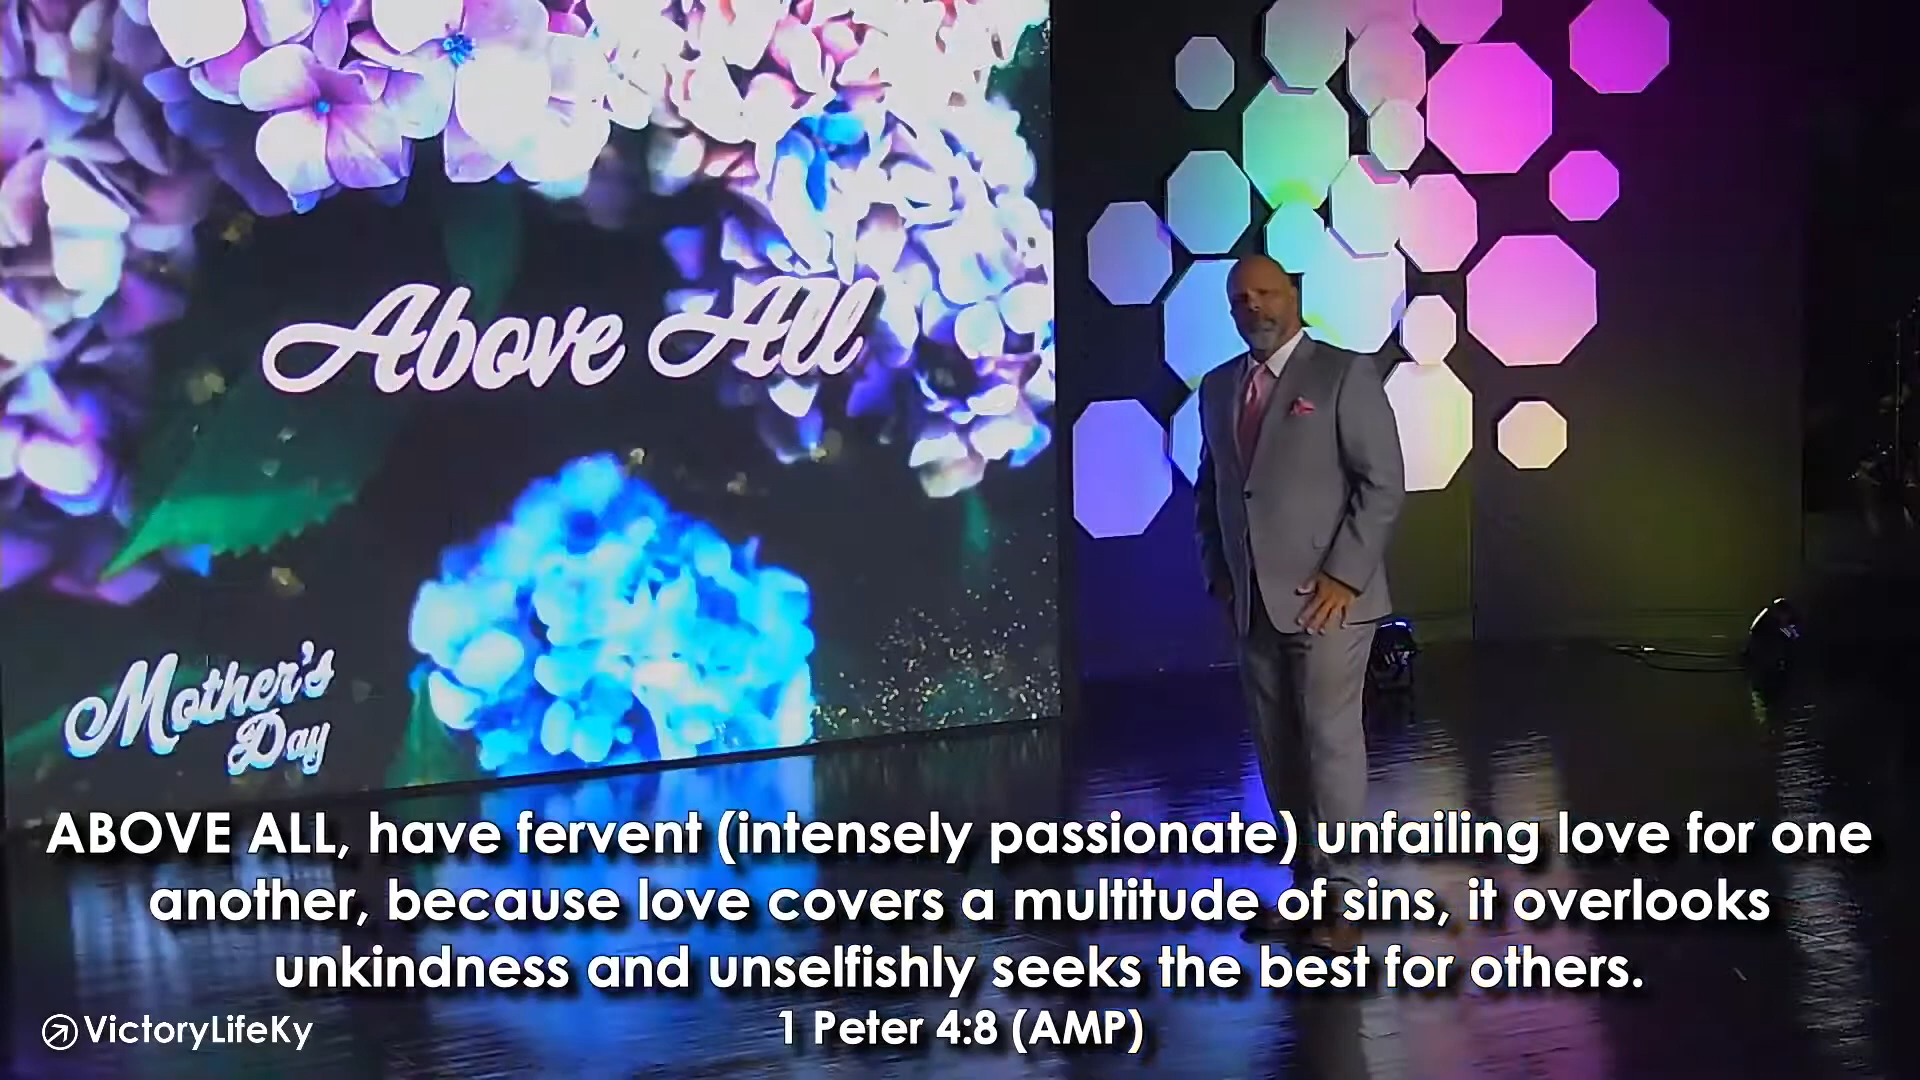 Above All
Mother's
Day
ABOVE ALL, have fervent (intensely passionate) unfailing love for one
another, because love covers a multitude of sins, it overlooks
unkindness and unselfishly seeks the best for others.
1 Peter 4:8 (AMP)
VictoryLifeKy